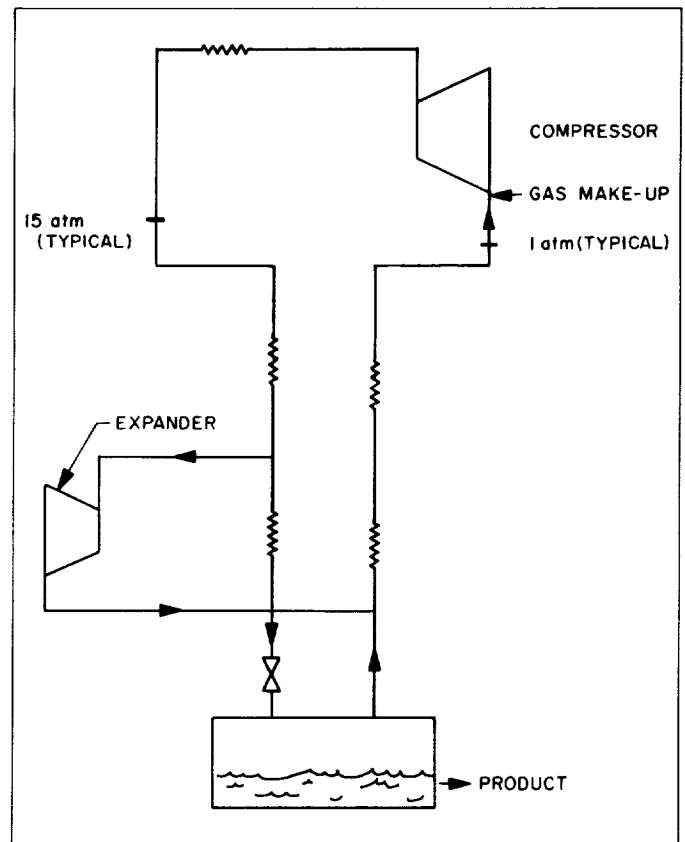 COMPRESSOR
GAS MAKE-UP
15 atm
(TYPICAL)
1 atm (TYPICAL)
EXPANDER
PRODUCT